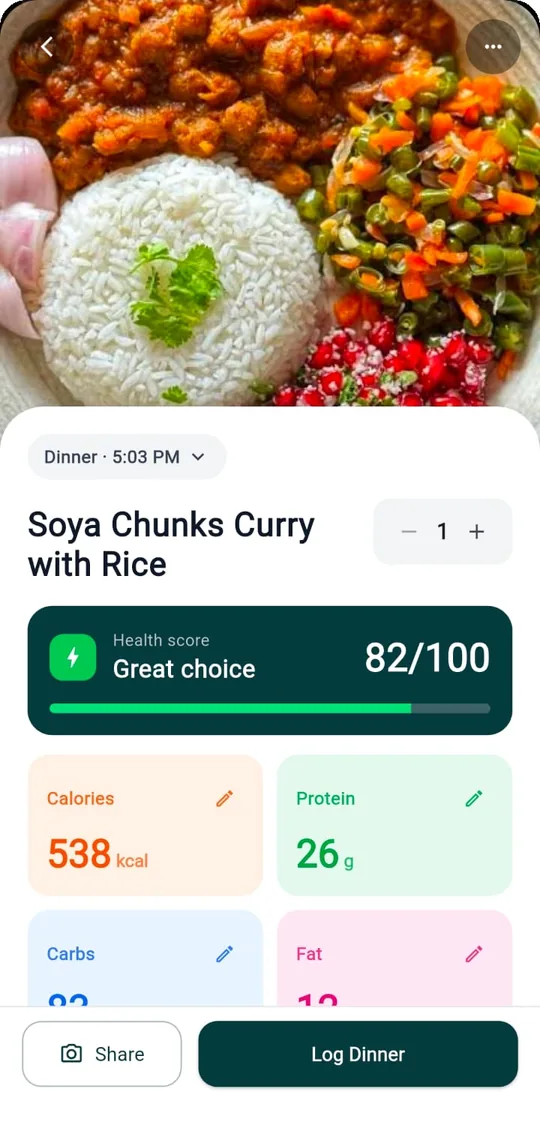 Dinner · 5:03 PM
Soya Chunks Curry
with Rice
1
Health score
Great choice
82/100
Calories
538 kcal
Protein
26 g
Carbs
Fat
Share
Log Dinner